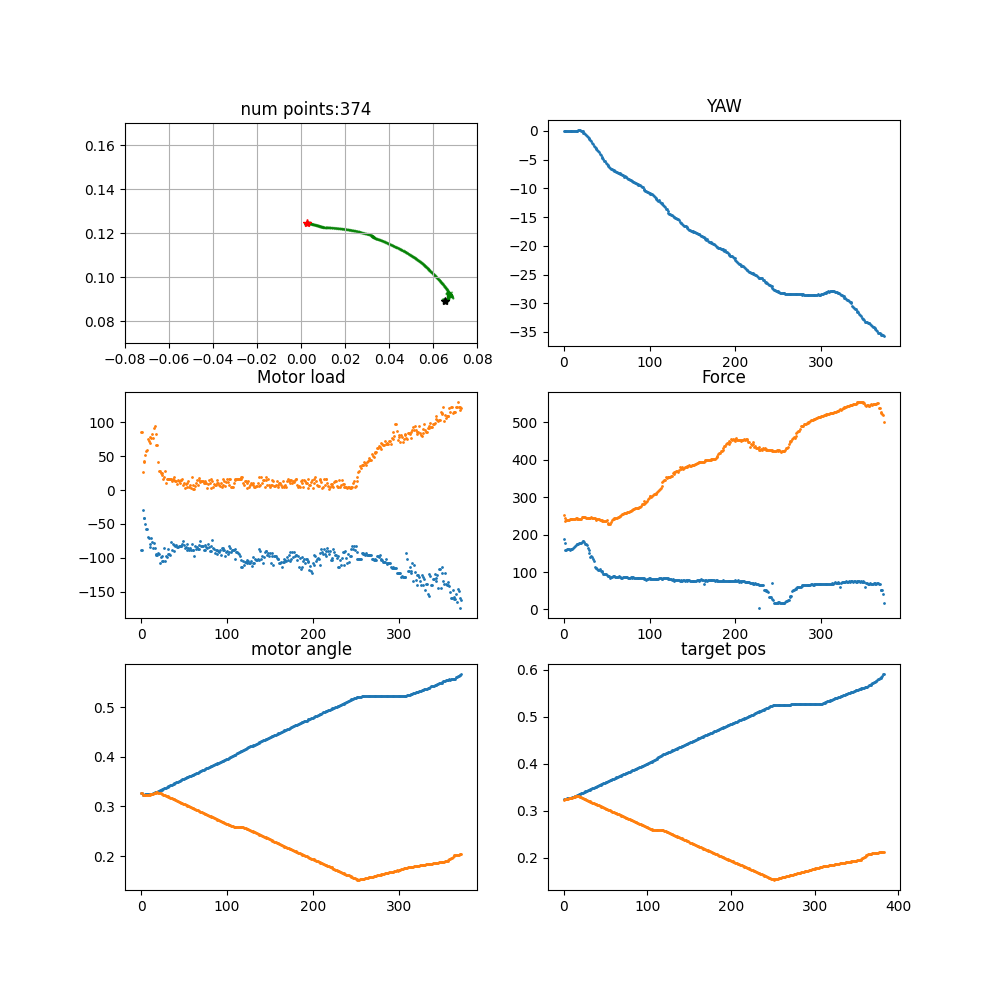 num points:374
0.16
0.14
0.12
0.10
0.08
−0.08 −0.06 −0.04 −0.02 0.00 0.02 0.04 0.06 0.08
YAW
0
−5
−10
−15
−20
−25
−30
−35
0 100 200 300
Motor load
100
50
0
−50
−100
−150
0 100 200 300
Force
500
400
300
200
100
0
0 100 200 300
motor angle
0.5
0.4
0.3
0.2
0 100 200 300
target pos
0.6
0.5
0.4
0.3
0.2
0 100 200 300 400